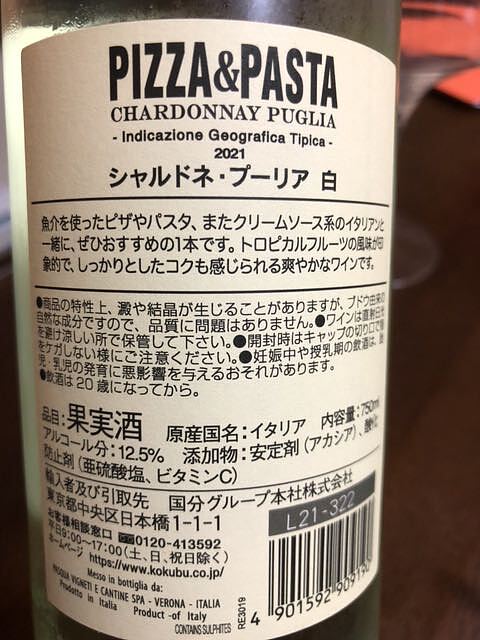 PIZZA&PASTA
CHARDONNAY PUGLIA
- Indicazione Geografica Tipica -
2021
シャルドネ・プーリア 白
魚介を使ったピザやパスタ、またクリームソース系のイタリアンと
一緒に、ぜひおすすめの1本です。トロピカルフルーツの風味が印
象的で、しっかりとしたコクも感じられる爽やかなワインです。
●商品の特性上、澱や結晶が生じることがありますが、ブドウ由来の
自然な成分ですので、品質に問題はありません。●ワインは直射日光
を避け涼しい所で保管して下さい。●開封時はキャップの切り口で指
をケガしない様にご注意ください。●妊娠中や授乳期の飲酒は、胎
児・乳児の発育に悪影響を与えるおそれがあります。
●飲酒は20歳になってから。
品目:果実酒 原産国名:イタリア 内容量:750ml
アルコール分:12.5% 添加物:安定剤(アカシア)、酸化
防止剤(亜硫酸塩、ビタミンC)
輸入者及び引取先 国分グループ本社株式会社
東京都中央区日本橋1-1-1
お客様相談窓口 0120-413592
平日9:00〜17:00(土、日、祝日除く)
ホームページ https://www.kokubu.co.jp/
L21-322
Messo in bottiglia da:
PASQUA VIGNETI E CANTINE SPA - VERONA - ITALIA
Prodotto in Italia Product -of Italy
CONTAINS SULPHITES
RE3019
4 901592 909190